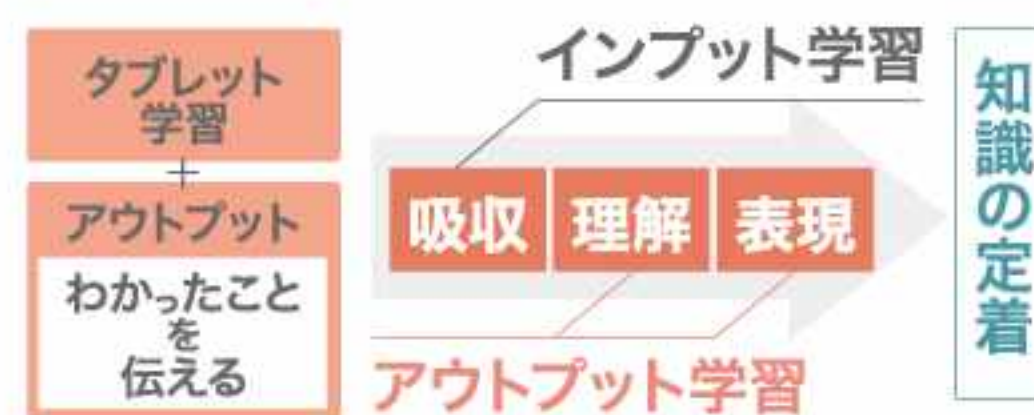 タブレット
学習
+
アウトプット
わかったこと
を
伝える
インプット学習
吸収
理解
表現
アウトプット学習
知識の定着